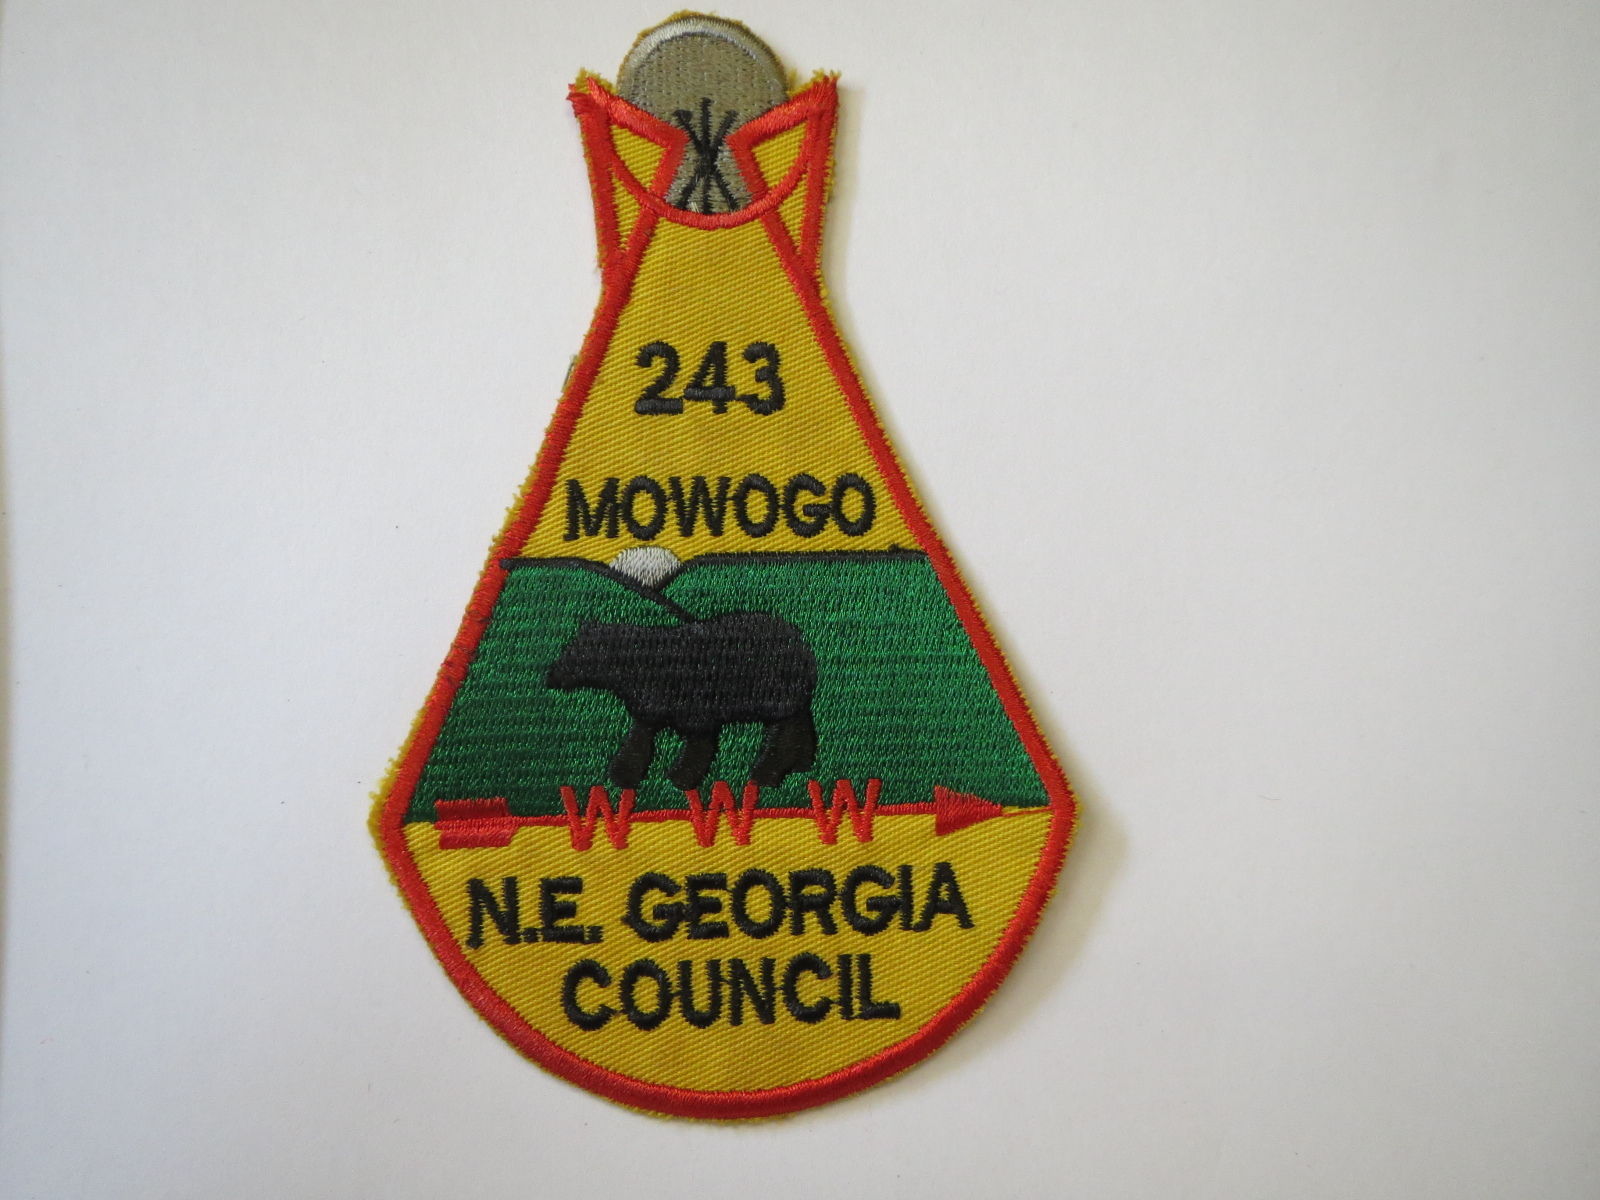 243
MOWOGO
W W W
N.E. GEORGIA
COUNCIL